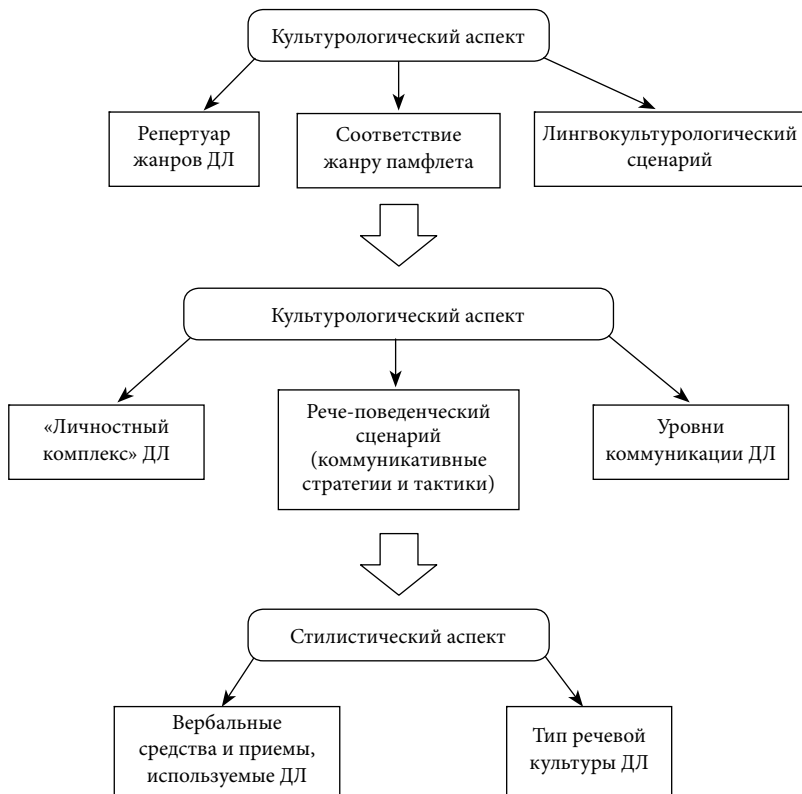 Культурологический аспект
Репертуар
жанров ДЛ
Соответствие
жанру памфлета
Лингвокультурологический
сценарий
Культурологический аспект
«Личностный
комплекс» ДЛ
Рече-поведенческий
сценарий
(коммуникативные
стратегии и тактики)
Уровни
коммуникации ДЛ
Стилистический аспект
Вербальные
средства и приемы,
используемые ДЛ
Тип речевой
культуры ДЛ